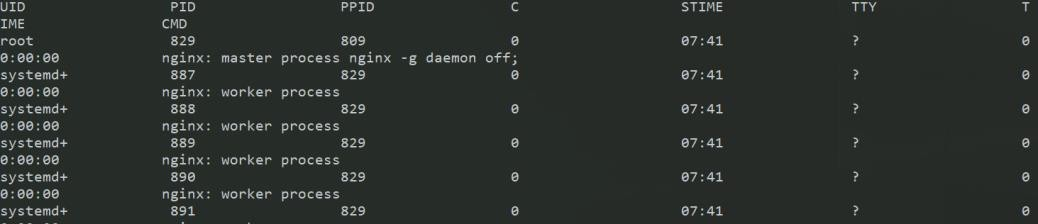 UID PID PPID C STIME TTY T
IME CMD
root 829 809 0 07:41 ? 0
0:00:00 nginx: master process nginx -g daemon off;
systemd+ 887 829 0 07:41 ? 0
0:00:00 nginx: worker process
systemd+ 888 829 0 07:41 ? 0
0:00:00 nginx: worker process
systemd+ 889 829 0 07:41 ? 0
0:00:00 nginx: worker process
systemd+ 890 829 0 07:41 ? 0
0:00:00 nginx: worker process
systemd+ 891 829 0 07:41 ? 0